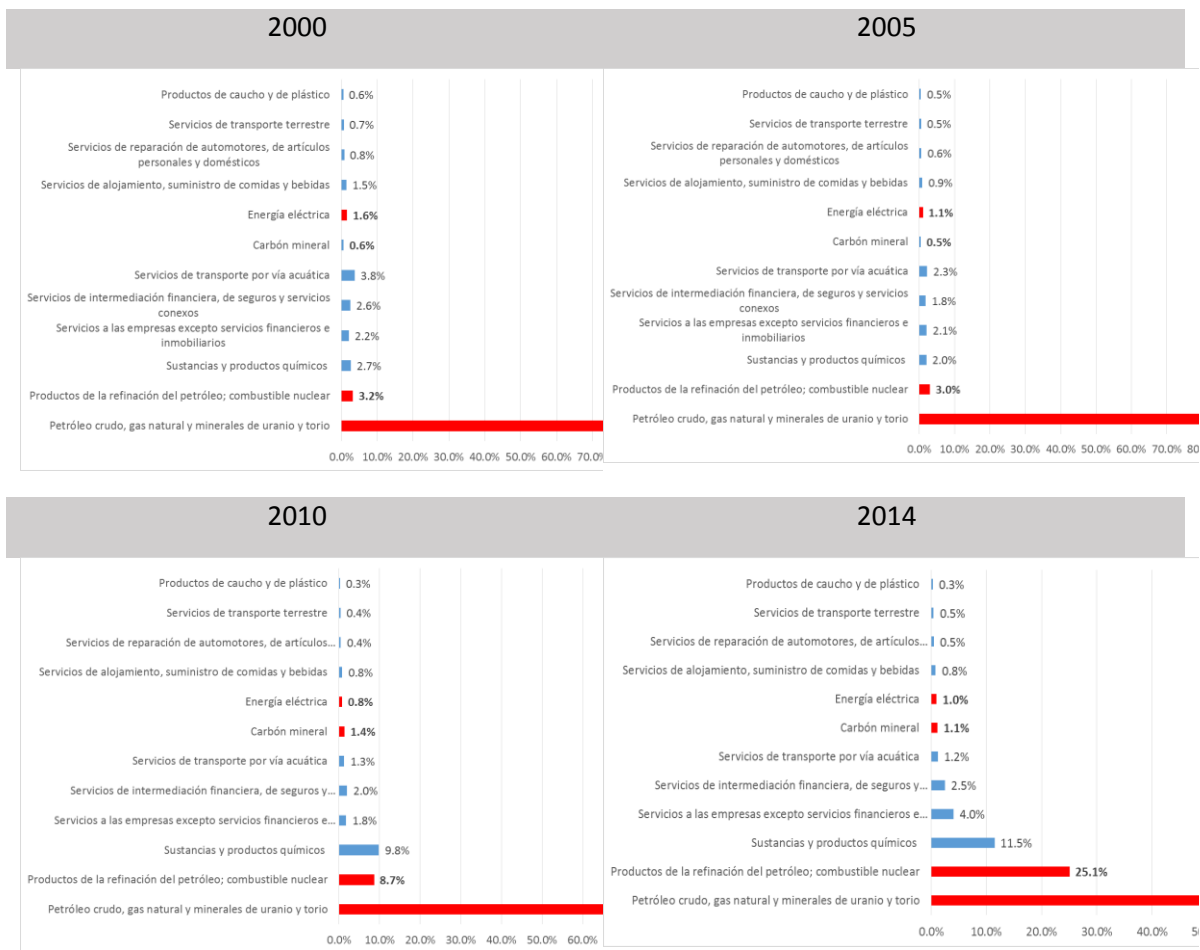 2000
Productos de caucho y de plástico 0.6%
Servicios de transporte terrestre 0.7%
Servicios de reparación de automotores, de artículos
personales y domésticos 0.8%
Servicios de alojamiento, suministro de comidas y bebidas 1.5%
Energía eléctrica 1.6%
Carbón mineral 0.6%
Servicios de transporte por vía acuática 3.8%
Servicios de intermediación financiera, de seguros y servicios
conexos 2.6%
Servicios a las empresas excepto servicios financieros e
inmobiliarios 2.2%
Sustancias y productos químicos 2.7%
Productos de la refinación del petróleo; combustible nuclear 3.2%
Petróleo crudo, gas natural y minerales de uranio y torio
0.0% 10.0% 20.0% 30.0% 40.0% 50.0% 60.0% 70.0%
2005
Productos de caucho y de plástico 0.5%
Servicios de transporte terrestre 0.5%
Servicios de reparación de automotores, de artículos
personales y domésticos 0.6%
Servicios de alojamiento, suministro de comidas y bebidas 0.9%
Energía eléctrica 1.1%
Carbón mineral 0.5%
Servicios de transporte por vía acuática 2.3%
Servicios de intermediación financiera, de seguros y servicios
conexos 1.8%
Servicios a las empresas excepto servicios financieros e
inmobiliarios 2.1%
Sustancias y productos químicos 2.0%
Productos de la refinación del petróleo; combustible nuclear 3.0%
Petróleo crudo, gas natural y minerales de uranio y torio
0.0% 10.0% 20.0% 30.0% 40.0% 50.0% 60.0% 70.0%
2010
Productos de caucho y de plástico 0.3%
Servicios de transporte terrestre 0.4%
Servicios de reparación de automotores, de artículos... 0.4%
Servicios de alojamiento, suministro de comidas y bebidas 0.8%
Energía eléctrica 0.8%
Carbón mineral 1.4%
Servicios de transporte por vía acuática 1.3%
Servicios de intermediación financiera, de seguros y... 2.0%
Servicios a las empresas excepto servicios financieros e... 1.8%
Sustancias y productos químicos 9.8%
Productos de la refinación del petróleo; combustible nuclear 8.7%
Petróleo crudo, gas natural y minerales de uranio y torio
0.0% 10.0% 20.0% 30.0% 40.0% 50.0% 60.0%
2014
Productos de caucho y de plástico 0.3%
Servicios de transporte terrestre 0.5%
Servicios de reparación de automotores, de artículos... 0.5%
Servicios de alojamiento, suministro de comidas y bebidas 0.8%
Energía eléctrica 1.0%
Carbón mineral 1.1%
Servicios de transporte por vía acuática 1.2%
Servicios de intermediación financiera, de seguros y... 2.5%
Servicios a las empresas excepto servicios financieros e... 4.0%
Sustancias y productos químicos 11.5%
Productos de la refinación del petróleo; combustible nuclear 25.1%
Petróleo crudo, gas natural y minerales de uranio y torio
0.0% 10.0% 20.0% 30.0% 40.0%